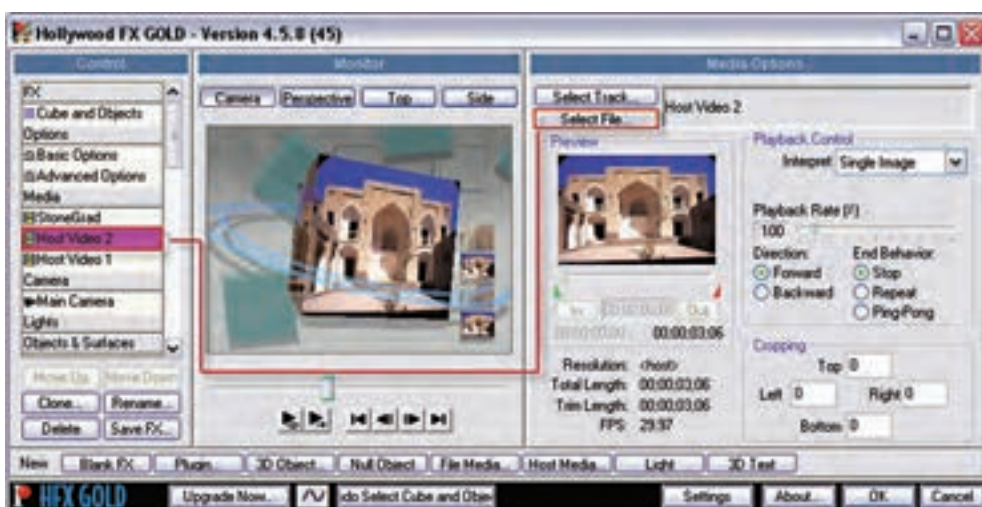 Hollywood FX GOLD - Version 4.5.8 (45)
Control
FX
Cube and Objects
Options
Basic Options
Advanced Options
Media
StoneGrad
Host Video 2
Host Video 1
Camera
Main Camera
Lights
Objects & Surfaces
Move Up Move Down
Clone... Rename...
Delete Save FX...
Monitor
Camera Perspective Top Side
Media Options
Select Track...
Select File...
Host Video 2
Preview
In Out
00:00:03;06
Resolution: <host>
Total Length: 00:00:03;06
Trim Length: 00:00:03;06
FPS: 29.97
Playback Control
Interpret: Single Image
Playback Rate
100
Direction: End Behavior:
Forward Stop
Backward Repeat
Ping-Pong
Cropping
Top 0
Left 0 Right 0
Bottom 0
New Blank FX Plugin... 3D Object... Null Object File Media... Host Media... Light 3D Text
HFX GOLD Upgrade Now... do Select Cube and Obje Settings About... OK Cancel